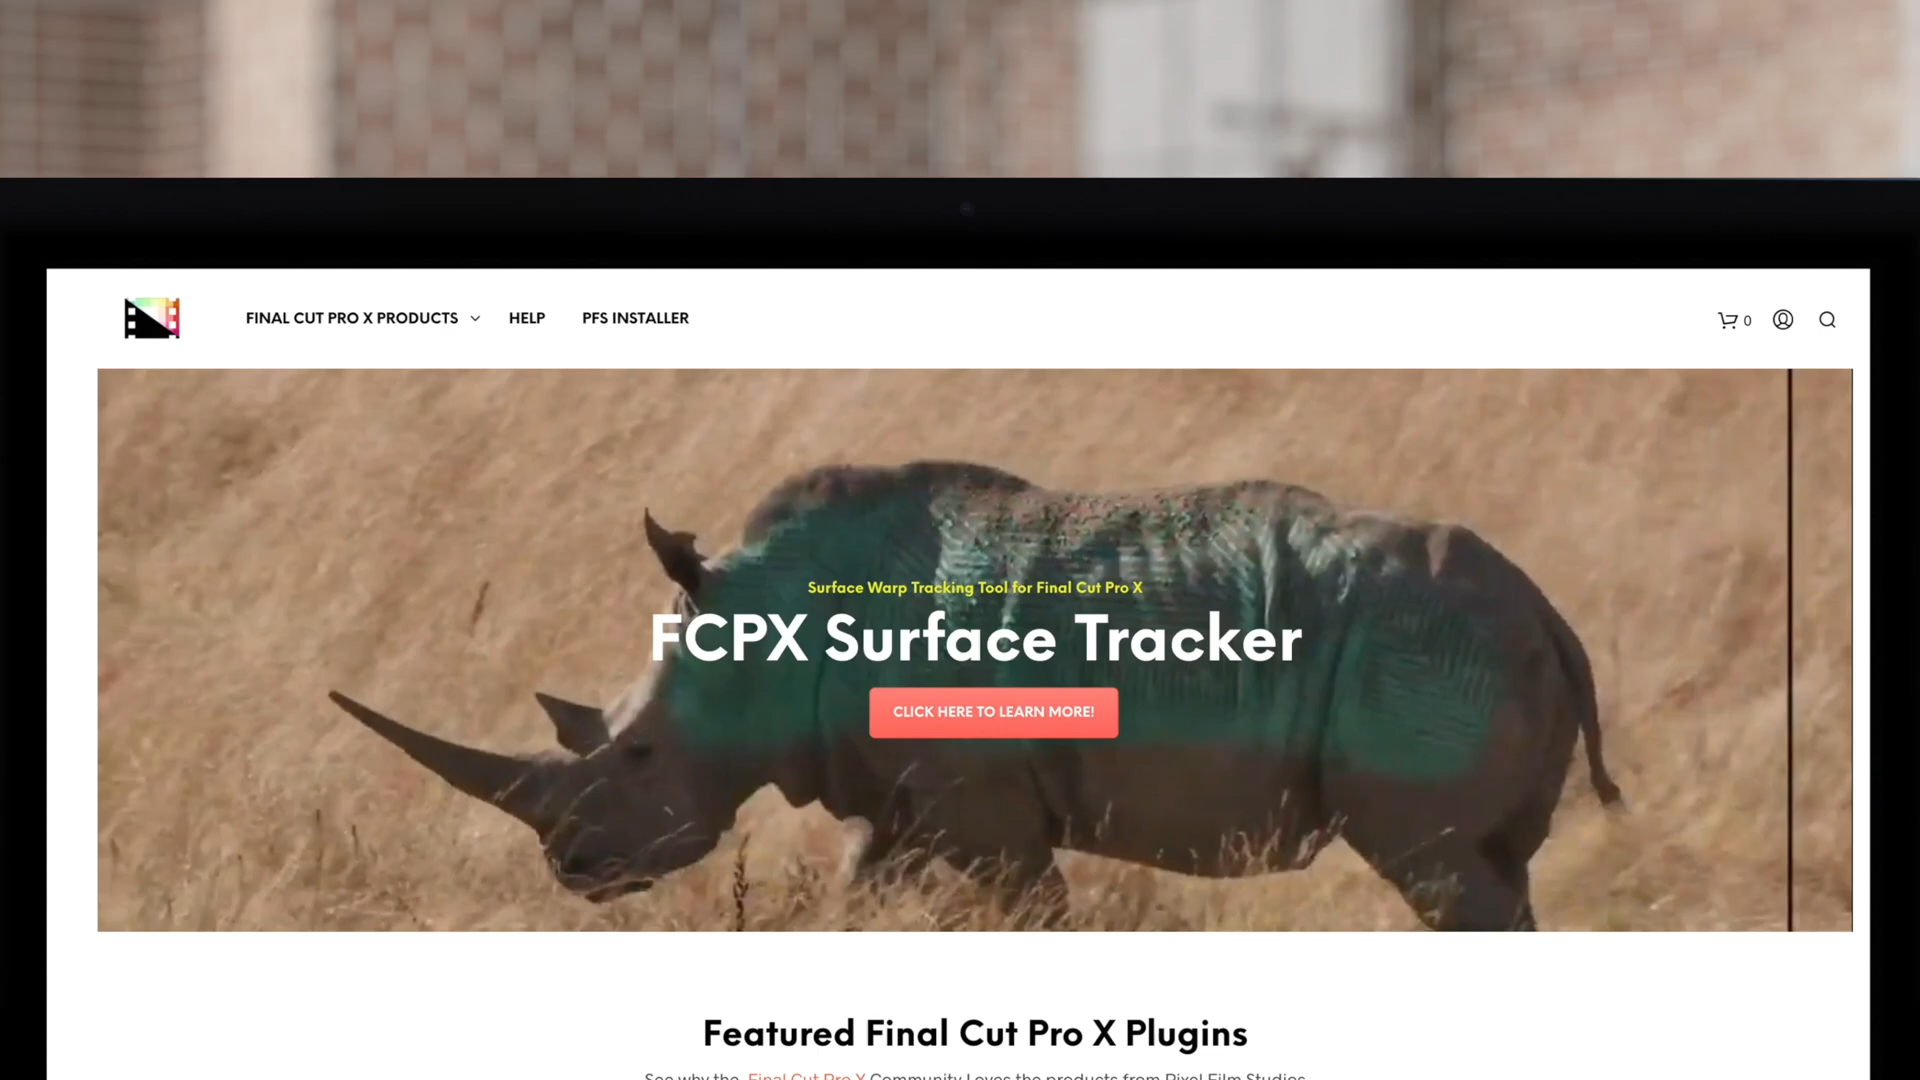 FINAL CUT PRO X PRODUCTS
HELP
PFS INSTALLER
0
Surface Warp Tracking Tool for Final Cut Pro X
FCPX Surface Tracker
CLICK HERE TO LEARN MORE!
Featured Final Cut Pro X Plugins
See why the Final Cut Pro X Community Loves the products from Pixel Film Studios